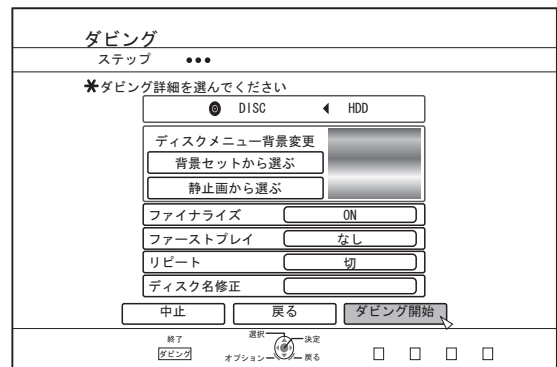 ダビング
ステップ ●●●
*ダビング詳細を選んでください
DISC ◀ HDD
ディスクメニュー背景変更
背景セットから選ぶ
静止画から選ぶ
ファイナライズ ON
ファーストプレイ なし
リピート 切
ディスク名修正
中止 戻る ダビング開始
終了 選択 決定
ダビング オプション 戻る